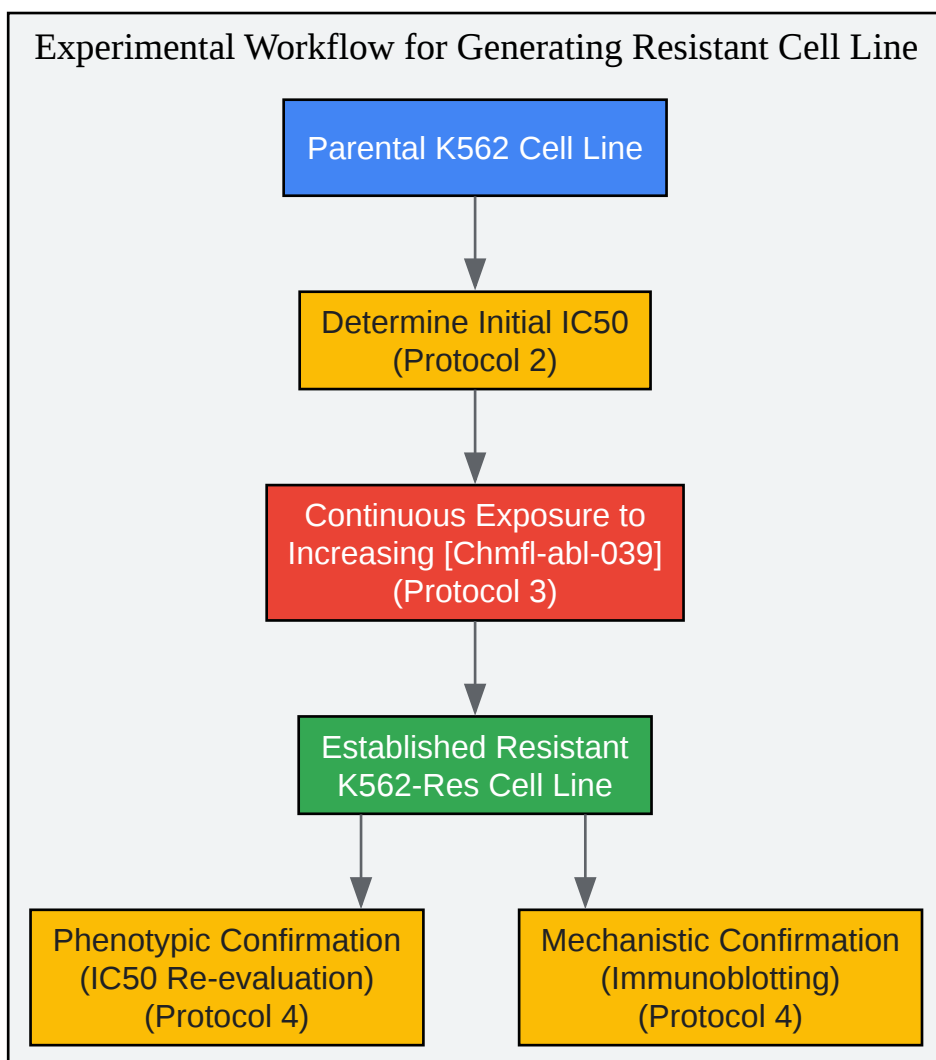 Experimental Workflow for Generating Resistant Cell Line
Parental K562 Cell Line
Determine Initial IC50
(Protocol 2)
Continuous Exposure to
Increasing [Chmfl-abl-039]
(Protocol 3)
Established Resistant
K562-Res Cell Line
Phenotypic Confirmation
(IC50 Re-evaluation)
(Protocol 4)
Mechanistic Confirmation
(Immunoblotting)
(Protocol 4)